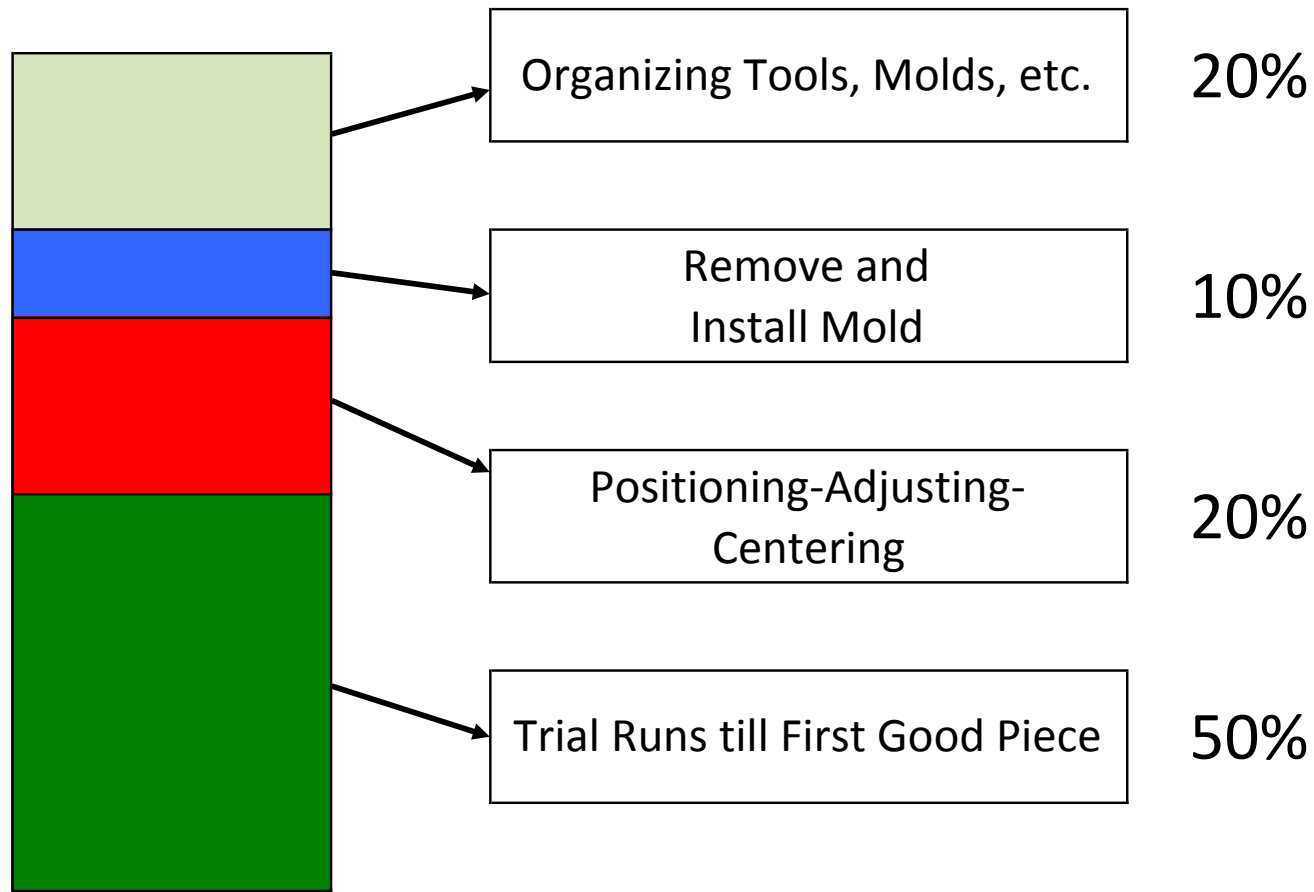 Organizing Tools, Molds, etc.
20%
Remove and
Install Mold
10%
Positioning-Adjusting-
Centering
20%
Trial Runs till First Good Piece
50%